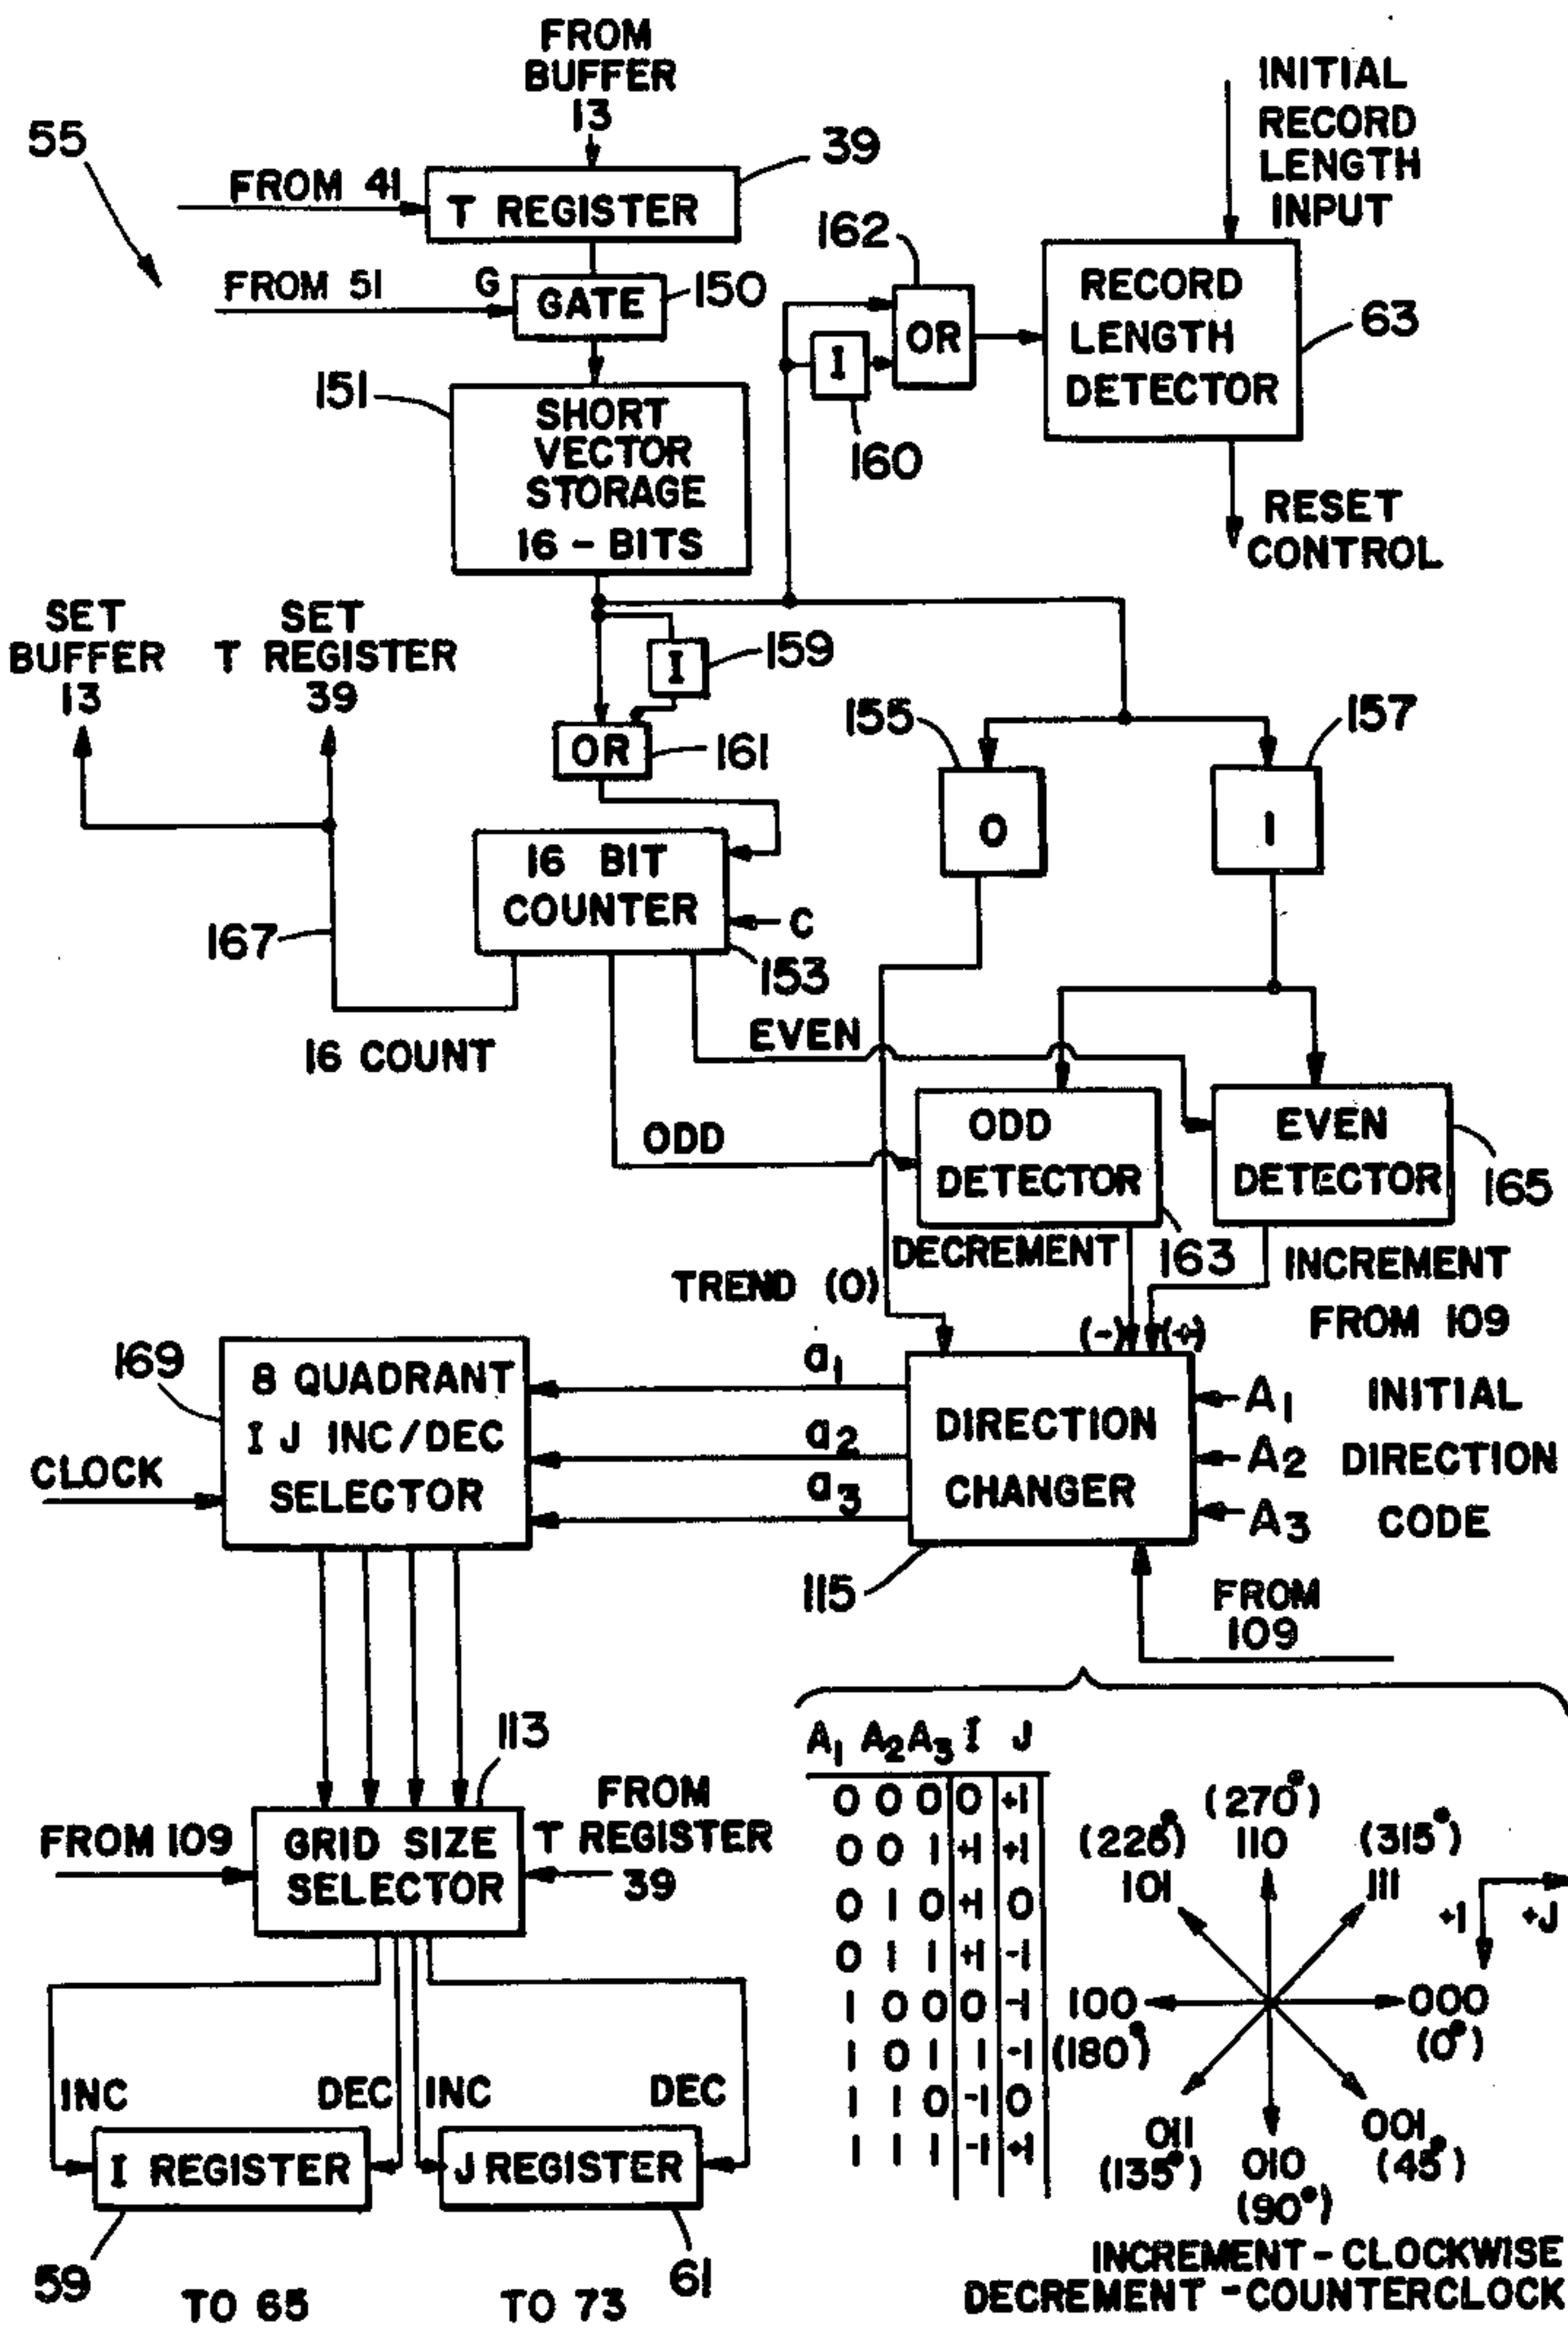 FROM
BUFFER
13
INITIAL
RECORD
LENGTH
INPUT
55
FROM 41
T REGISTER
39
FROM 51
G
GATE
150
162
OR
I
160
RECORD
LENGTH
DETECTOR
63
RESET
CONTROL
151
SHORT
VECTOR
STORAGE
16 - BITS
SET
BUFFER
13
SET
T REGISTER
39
I
159
OR
161
155
0
157
1
16 BIT
COUNTER
C
153
167
16 COUNT
EVEN
ODD
ODD
DETECTOR
163
EVEN
DETECTOR
165
TREND (0)
DECREMENT
(-)
(+)
INCREMENT
FROM 109
169
8 QUADRANT
I J INC/DEC
SELECTOR
CLOCK
a1
a2
a3
DIRECTION
CHANGER
115
A1 INITIAL
A2 DIRECTION
A3 CODE
FROM
109
113
FROM 109
GRID SIZE
SELECTOR
FROM
T REGISTER
39
INC
DEC
INC
DEC
I REGISTER
J REGISTER
59
TO 65
TO 73
61
A1 A2 A3 I J
0 0 0 0 +1
0 0 1 +1 +1
0 1 0 +1 0
0 1 1 +1 -1
1 0 0 0 -1
1 0 1 1 -1
1 1 0 -1 0
1 1 1 -1 +1
(270°)
110
(225°)
101
(315°)
111
+I
+J
100
(180°)
000
(0°)
011
(135°)
010
(90°)
001
(45°)
INCREMENT - CLOCKWISE
DECREMENT - COUNTERCLOCK